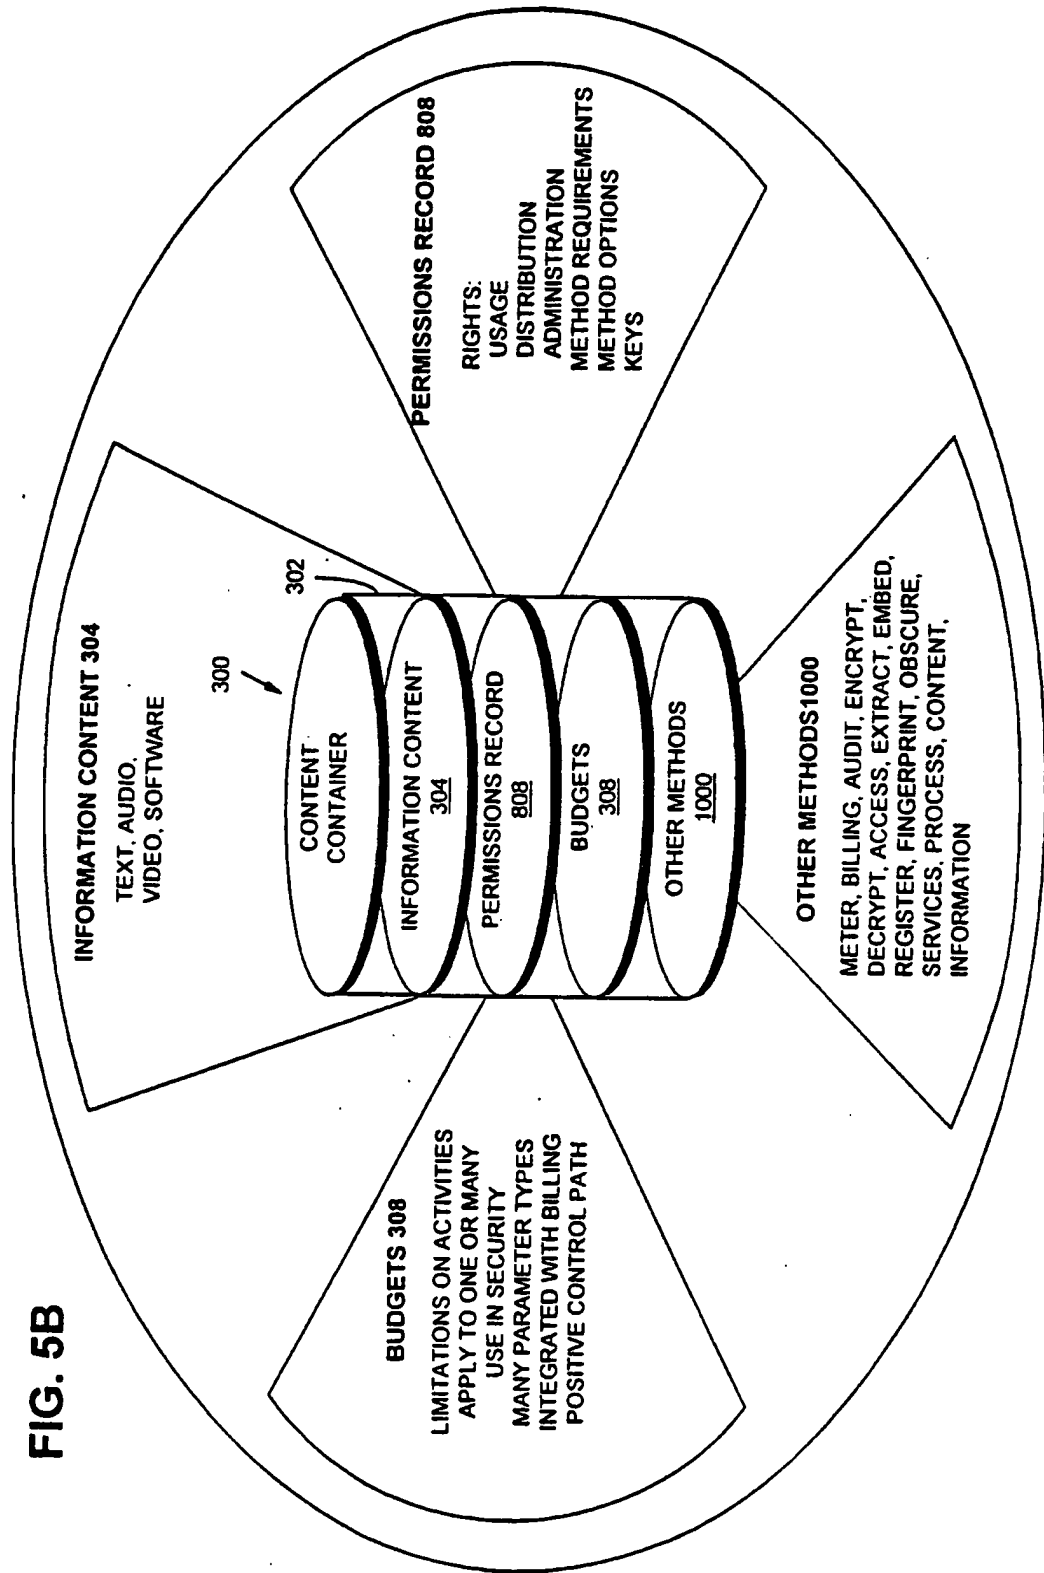 FIG. 5B
INFORMATION CONTENT 304
TEXT, AUDIO,
VIDEO, SOFTWARE
300
302
CONTENT
CONTAINER
INFORMATION CONTENT
304
PERMISSIONS RECORD
808
BUDGETS
308
OTHER METHODS
1000
BUDGETS 308
LIMITATIONS ON ACTIVITIES
APPLY TO ONE OR MANY
USE IN SECURITY
MANY PARAMETER TYPES
INTEGRATED WITH BILLING
POSITIVE CONTROL PATH
PERMISSIONS RECORD 808
RIGHTS:
USAGE
DISTRIBUTION
ADMINISTRATION
METHOD REQUIREMENTS
METHOD OPTIONS
KEYS
OTHER METHODS1000
METER, BILLING, AUDIT, ENCRYPT,
DECRYPT, ACCESS, EXTRACT, EMBED,
REGISTER, FINGERPRINT, OBSCURE,
SERVICES, PROCESS, CONTENT,
INFORMATION